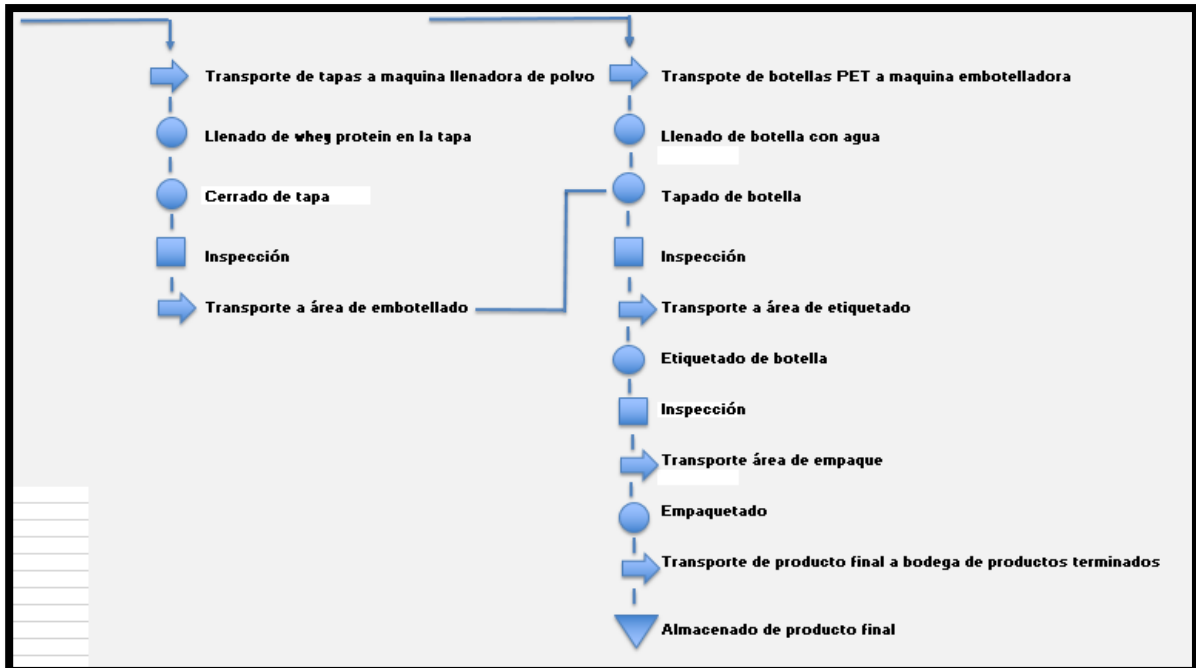 Transporte de tapas a maquina llenadora de polvo
Llenado de whey protein en la tapa
Cerrado de tapa
Inspección
Transporte a área de embotellado
Transpote de botellas PET a maquina embotelladora
Llenado de botella con agua
Tapado de botella
Inspección
Transporte a área de etiquetado
Etiquetado de botella
Inspección
Transporte área de empaque
Empaquetado
Transporte de producto final a bodega de productos terminados
Almacenado de producto final